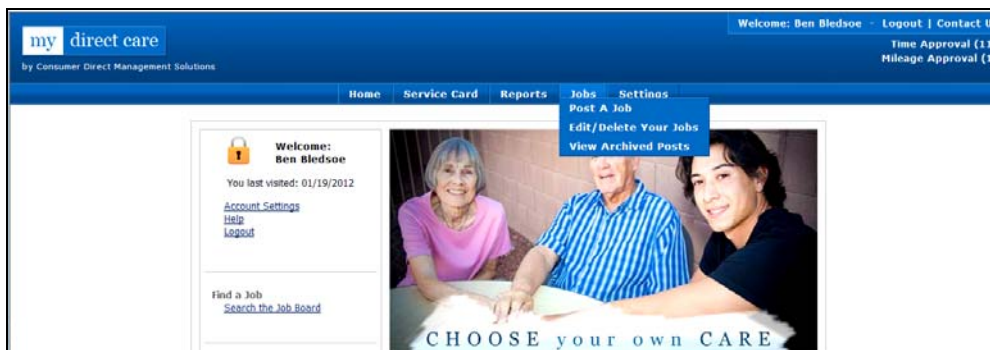 Welcome: Ben Bledsoe - Logout | Contact
my direct care
Time Approval (11
by Consumer Direct Management Solutions
Mileage Approval (1
Home Service Card Reports Jobs Settings
Post A Job
Edit/Delete Your Jobs
View Archived Posts
Welcome:
Ben Bledsoe
You last visited: 01/19/2012
Account Settings
Help
Logout
Find a Job
Search the Job Board
CHOOSE your own CARE